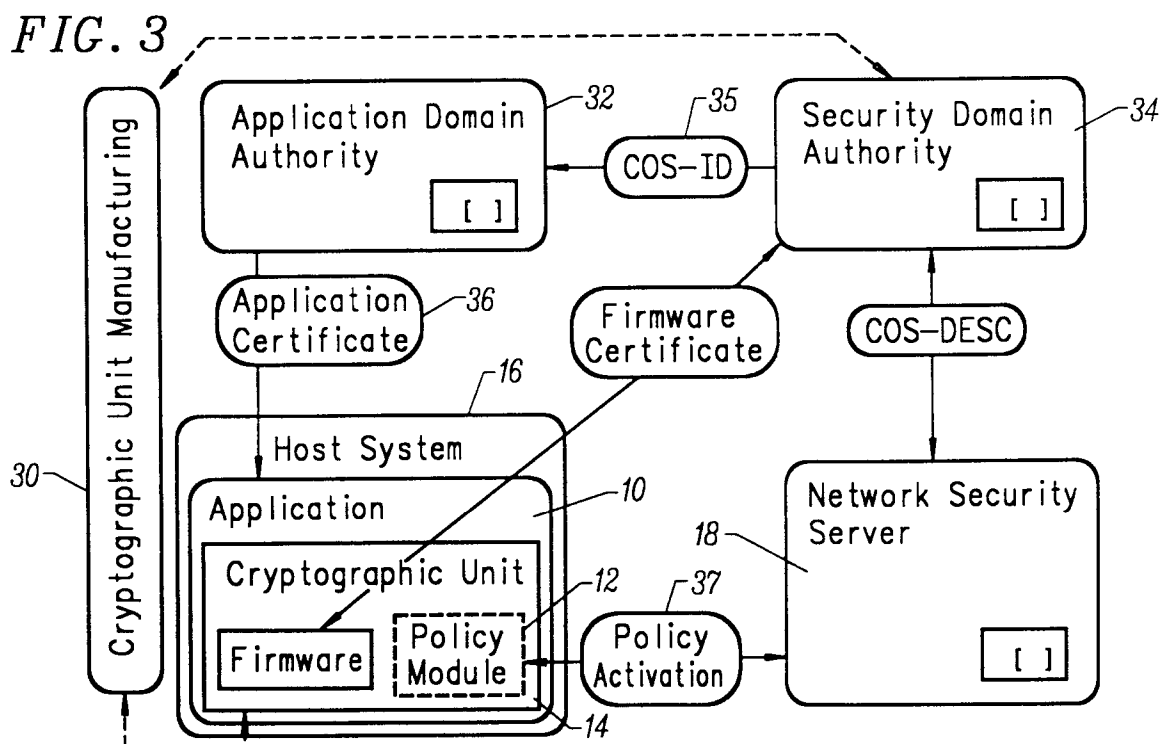 FIG. 3
Cryptographic Unit Manufacturing
30
Application Domain
Authority
[ ]
32
35
COS-ID
Security Domain
Authority
[ ]
34
Application
Certificate
36
Firmware
Certificate
COS-DESC
16
Host System
Application
10
Cryptographic Unit
12
Firmware
Policy
Module
14
37
Policy
Activation
Network Security
Server
18
[ ]